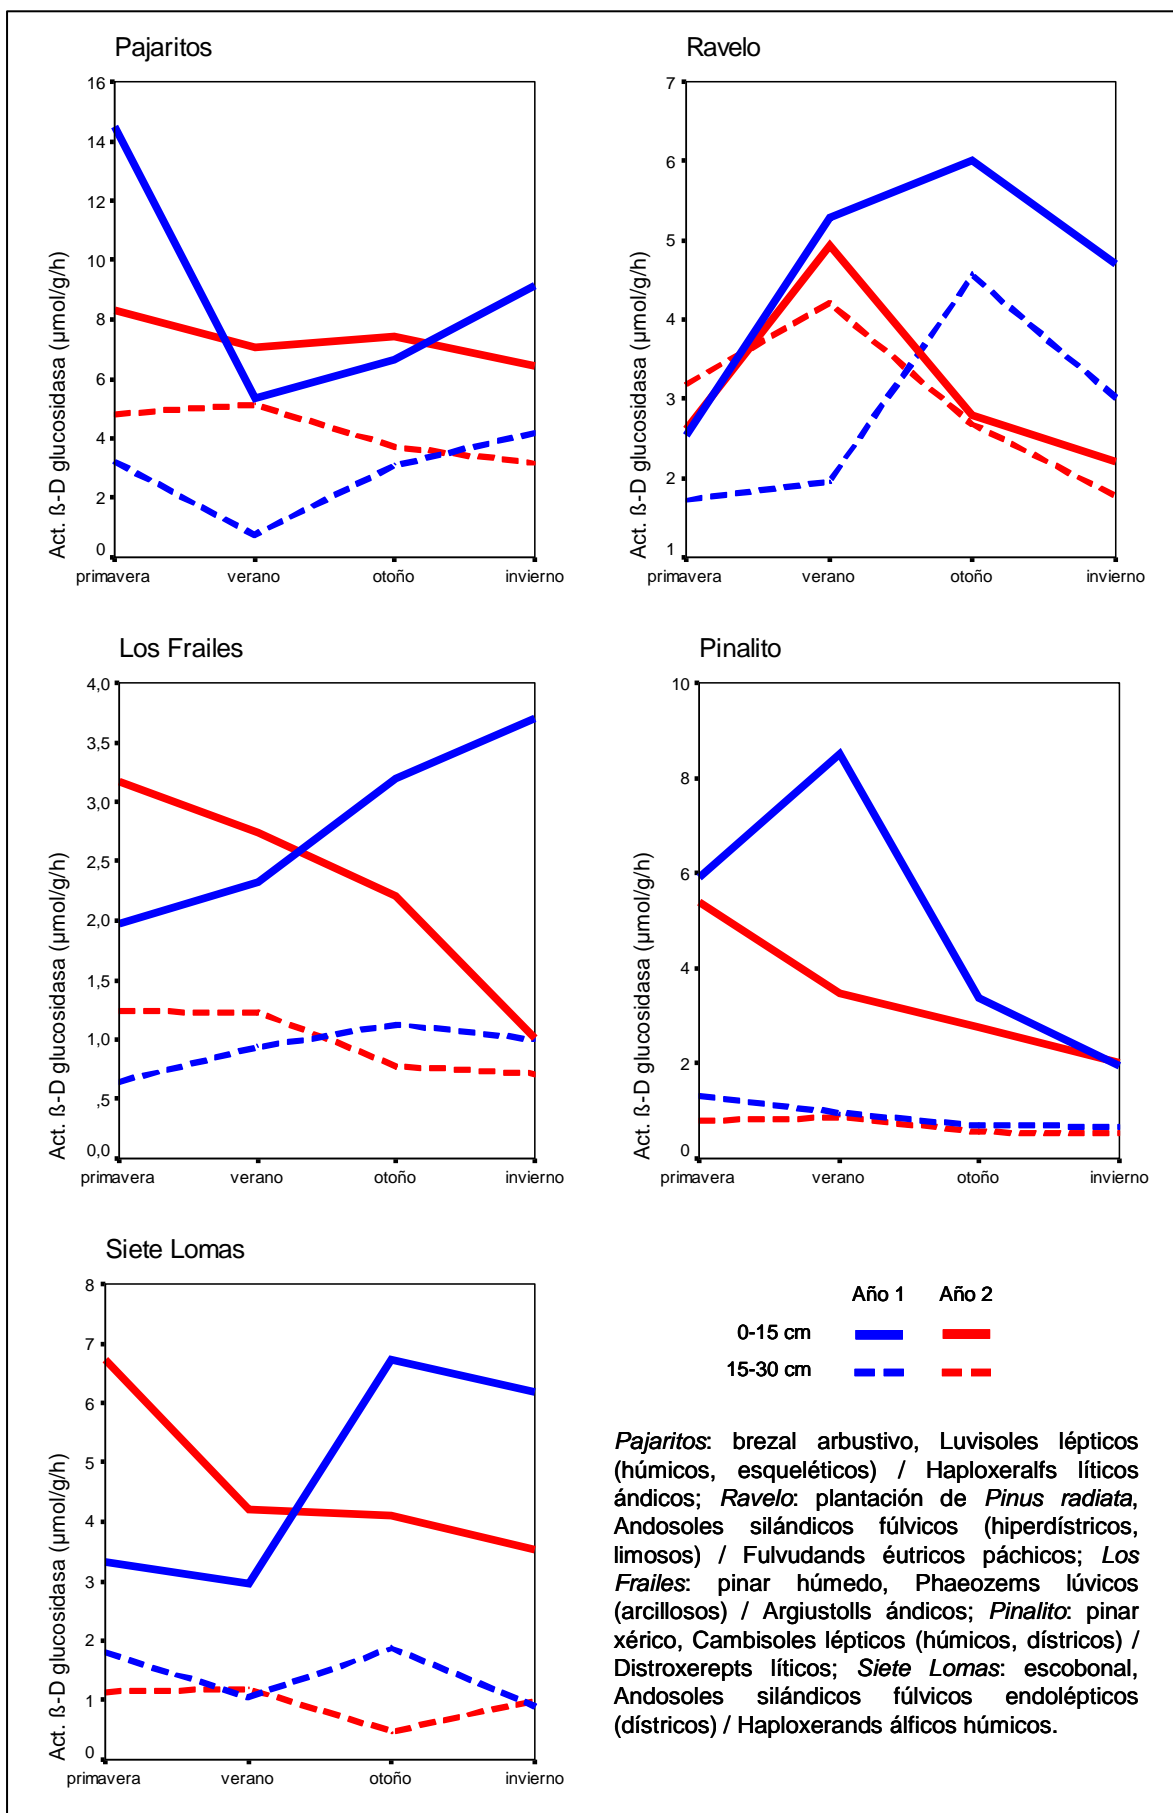 Pajaritos
16
14
12
10
8
6
4
2
0
Act. ß-D glucosidasa (µmol/g/h)
primavera verano otoño invierno
Ravelo
7
6
5
4
3
2
1
Act. ß-D glucosidasa (µmol/g/h)
primavera verano otoño invierno
Los Frailes
4,0
3,5
3,0
2,5
2,0
1,5
1,0
,5
0,0
Act. ß-D glucosidasa (µmol/g/h)
primavera verano otoño invierno
Pinalito
10
8
6
4
2
0
Act. ß-D glucosidasa (µmol/g/h)
primavera verano otoño invierno
Siete Lomas
8
7
6
5
4
3
2
1
0
Act. ß-D glucosidasa (µmol/g/h)
primavera verano otoño invierno
Año 1 Año 2
0-15 cm
15-30 cm
Pajaritos: brezal arbustivo, Luvisoles lépticos
(húmicos, esqueléticos) / Haploxeralfs líticos
ándicos; Ravelo: plantación de Pinus radiata,
Andosoles silándicos fúlvicos (hiperdístricos,
limosos) / Fulvudands éutricos páchicos; Los
Frailes: pinar húmedo, Phaeozems lúvicos
(arcillosos) / Argiustolls ándicos; Pinalito: pinar
xérico, Cambisoles lépticos (húmicos, dístricos) /
Distroxerepts líticos; Siete Lomas: escobonal,
Andosoles silándicos fúlvicos endolépticos
(dístricos) / Haploxerands álficos húmicos.